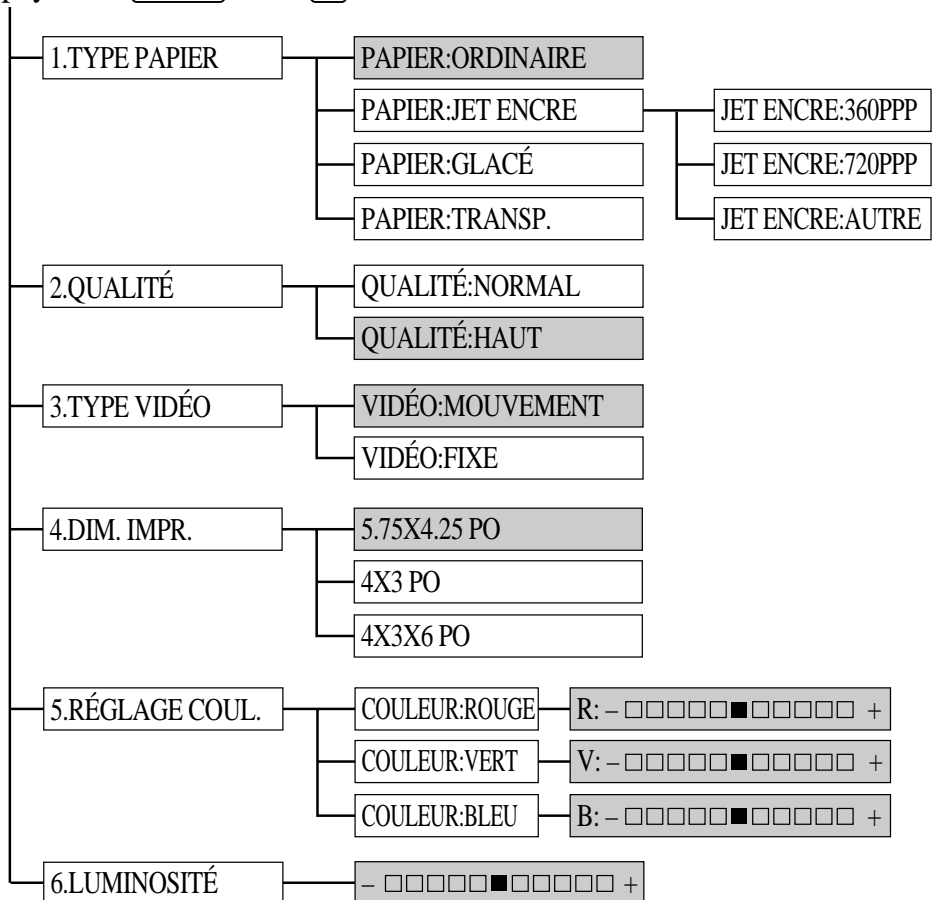 1.TYPE PAPIER
PAPIER:ORDINAIRE
PAPIER:JET ENCRE
JET ENCRE:360PPP
PAPIER:GLACÉ
JET ENCRE:720PPP
PAPIER:TRANSP.
JET ENCRE:AUTRE
2.QUALITÉ
QUALITÉ:NORMAL
QUALITÉ:HAUT
3.TYPE VIDÉO
VIDÉO:MOUVEMENT
VIDÉO:FIXE
4.DIM. IMPR.
5.75X4.25 PO
4X3 PO
4X3X6 PO
5.RÉGLAGE COUL.
COULEUR:ROUGE
R: – □□□□□■□□□□□ +
COULEUR:VERT
V: – □□□□□■□□□□□ +
COULEUR:BLEU
B: – □□□□□■□□□□□ +
6.LUMINOSITÉ
– □□□□□■□□□□□ +